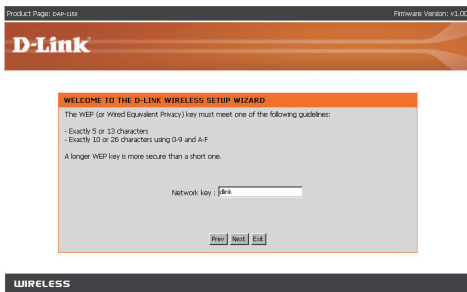 Product Page: DAP-1150
Firmware Version: v1.00
D-Link
WELCOME TO THE D-LINK WIRELESS SETUP WIZARD
The WEP (or Wired Equivalent Privacy) key must meet one of the following guidelines:
- Exactly 5 or 13 characters
- Exactly 10 or 26 characters using 0-9 and A-F
A longer WEP key is more secure than a short one.
Network key : dlink
Prev Next Exit
WIRELESS